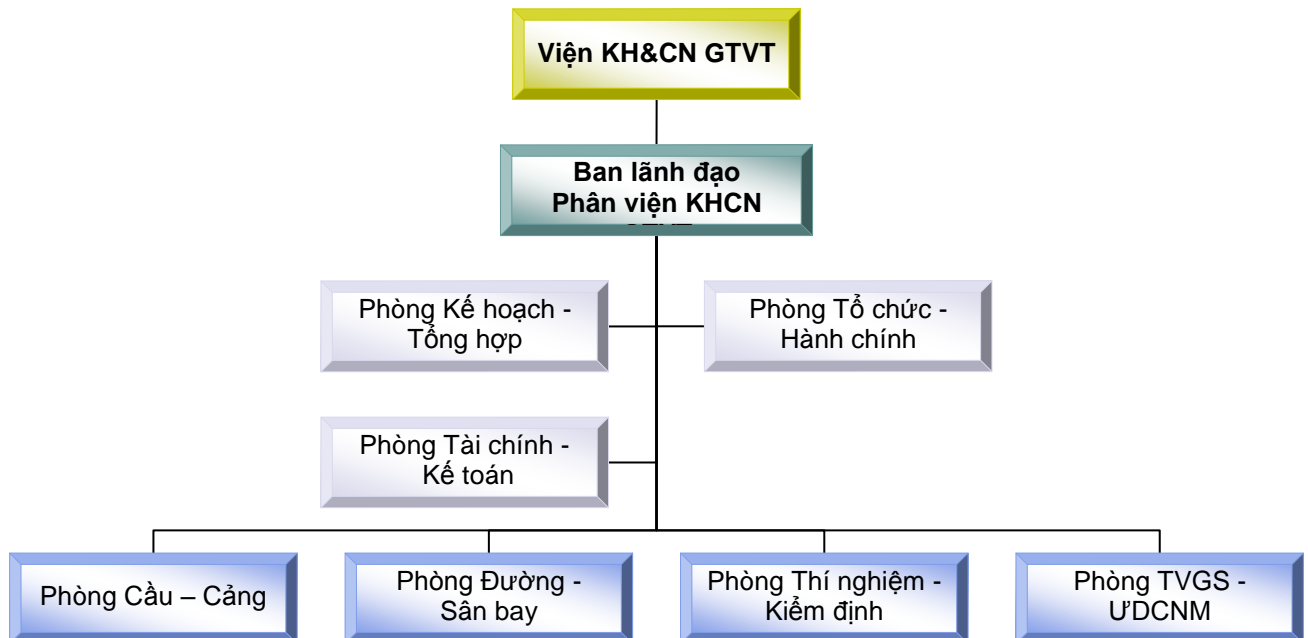 Viện KH&CN GTVT
Ban lãnh đạo
Phân viện KHCN
Phòng Kế hoạch -
Tổng hợp
Phòng Tổ chức -
Hành chính
Phòng Tài chính -
Kế toán
Phòng Cầu – Cảng
Phòng Đường -
Sân bay
Phòng Thí nghiệm -
Kiểm định
Phòng TVGS -
ƯDCNM